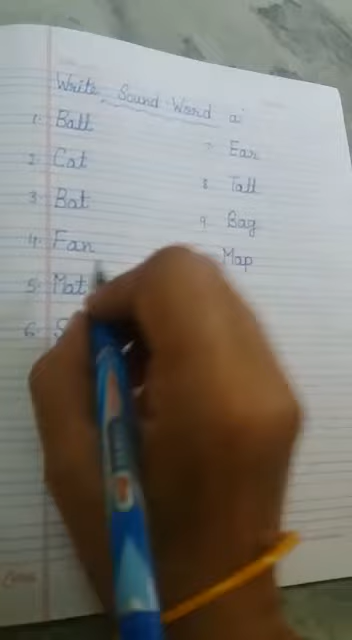 Write Sound Word a
1. Ball
2. Cat
3. Bat
4. Fan
5. Mat
6. S
7. Ear
8. Tall
9. Bag
Map